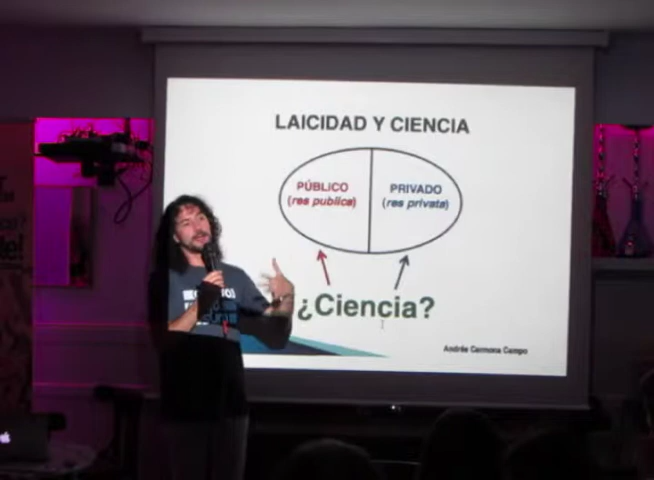 LAICIDAD Y CIENCIA
PÚBLICO
(res publica)
PRIVADO
(res privata)
¿Ciencia?
Andrés Carmona Campo